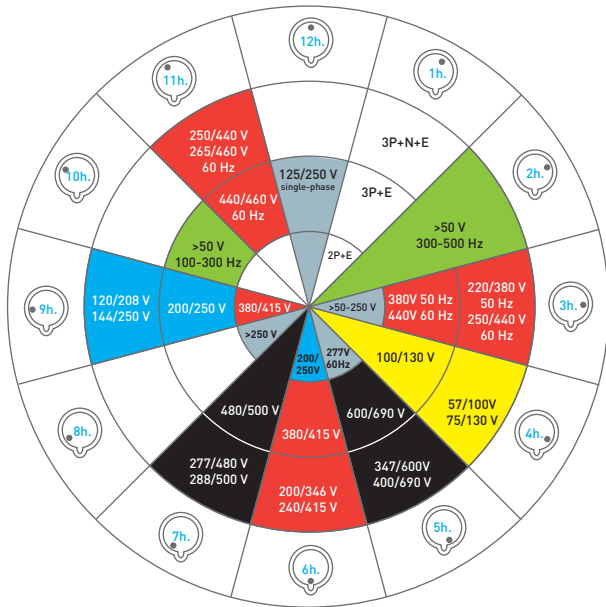 12h.
1h.
2h.
3h.
4h.
5h.
6h.
7h.
8h.
9h.
10h.
11h.
125/250 V
single-phase
3P+N+E
3P+E
2P+E
>50 V
300-500 Hz
>50-250 V
380V 50 Hz
440V 60 Hz
220/380 V
50 Hz
250/440 V
60 Hz
100/130 V
57/100V
75/130 V
277V
60Hz
600/690 V
347/600V
400/690 V
200/
250V
380/415 V
200/346 V
240/415 V
480/500 V
277/480 V
288/500 V
>250 V
380/415 V
200/250 V
120/208 V
144/250 V
>50 V
100-300 Hz
440/460 V
60 Hz
250/440 V
265/460 V
60 Hz